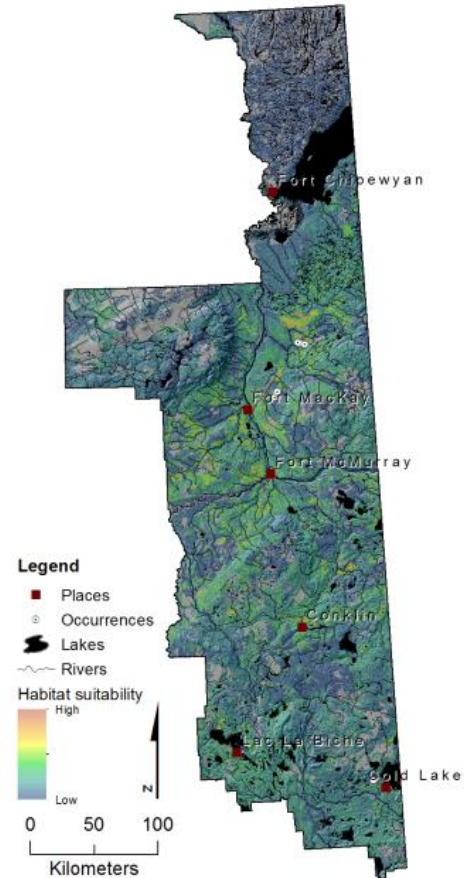 Fort Chipewyan
Fort MacKay
Fort McMurray
Conklin
Lac La Biche
Cold Lake
Legend
Places
Occurrences
Lakes
Rivers
Habitat suitability
High
Low
N
0 50 100
Kilometers